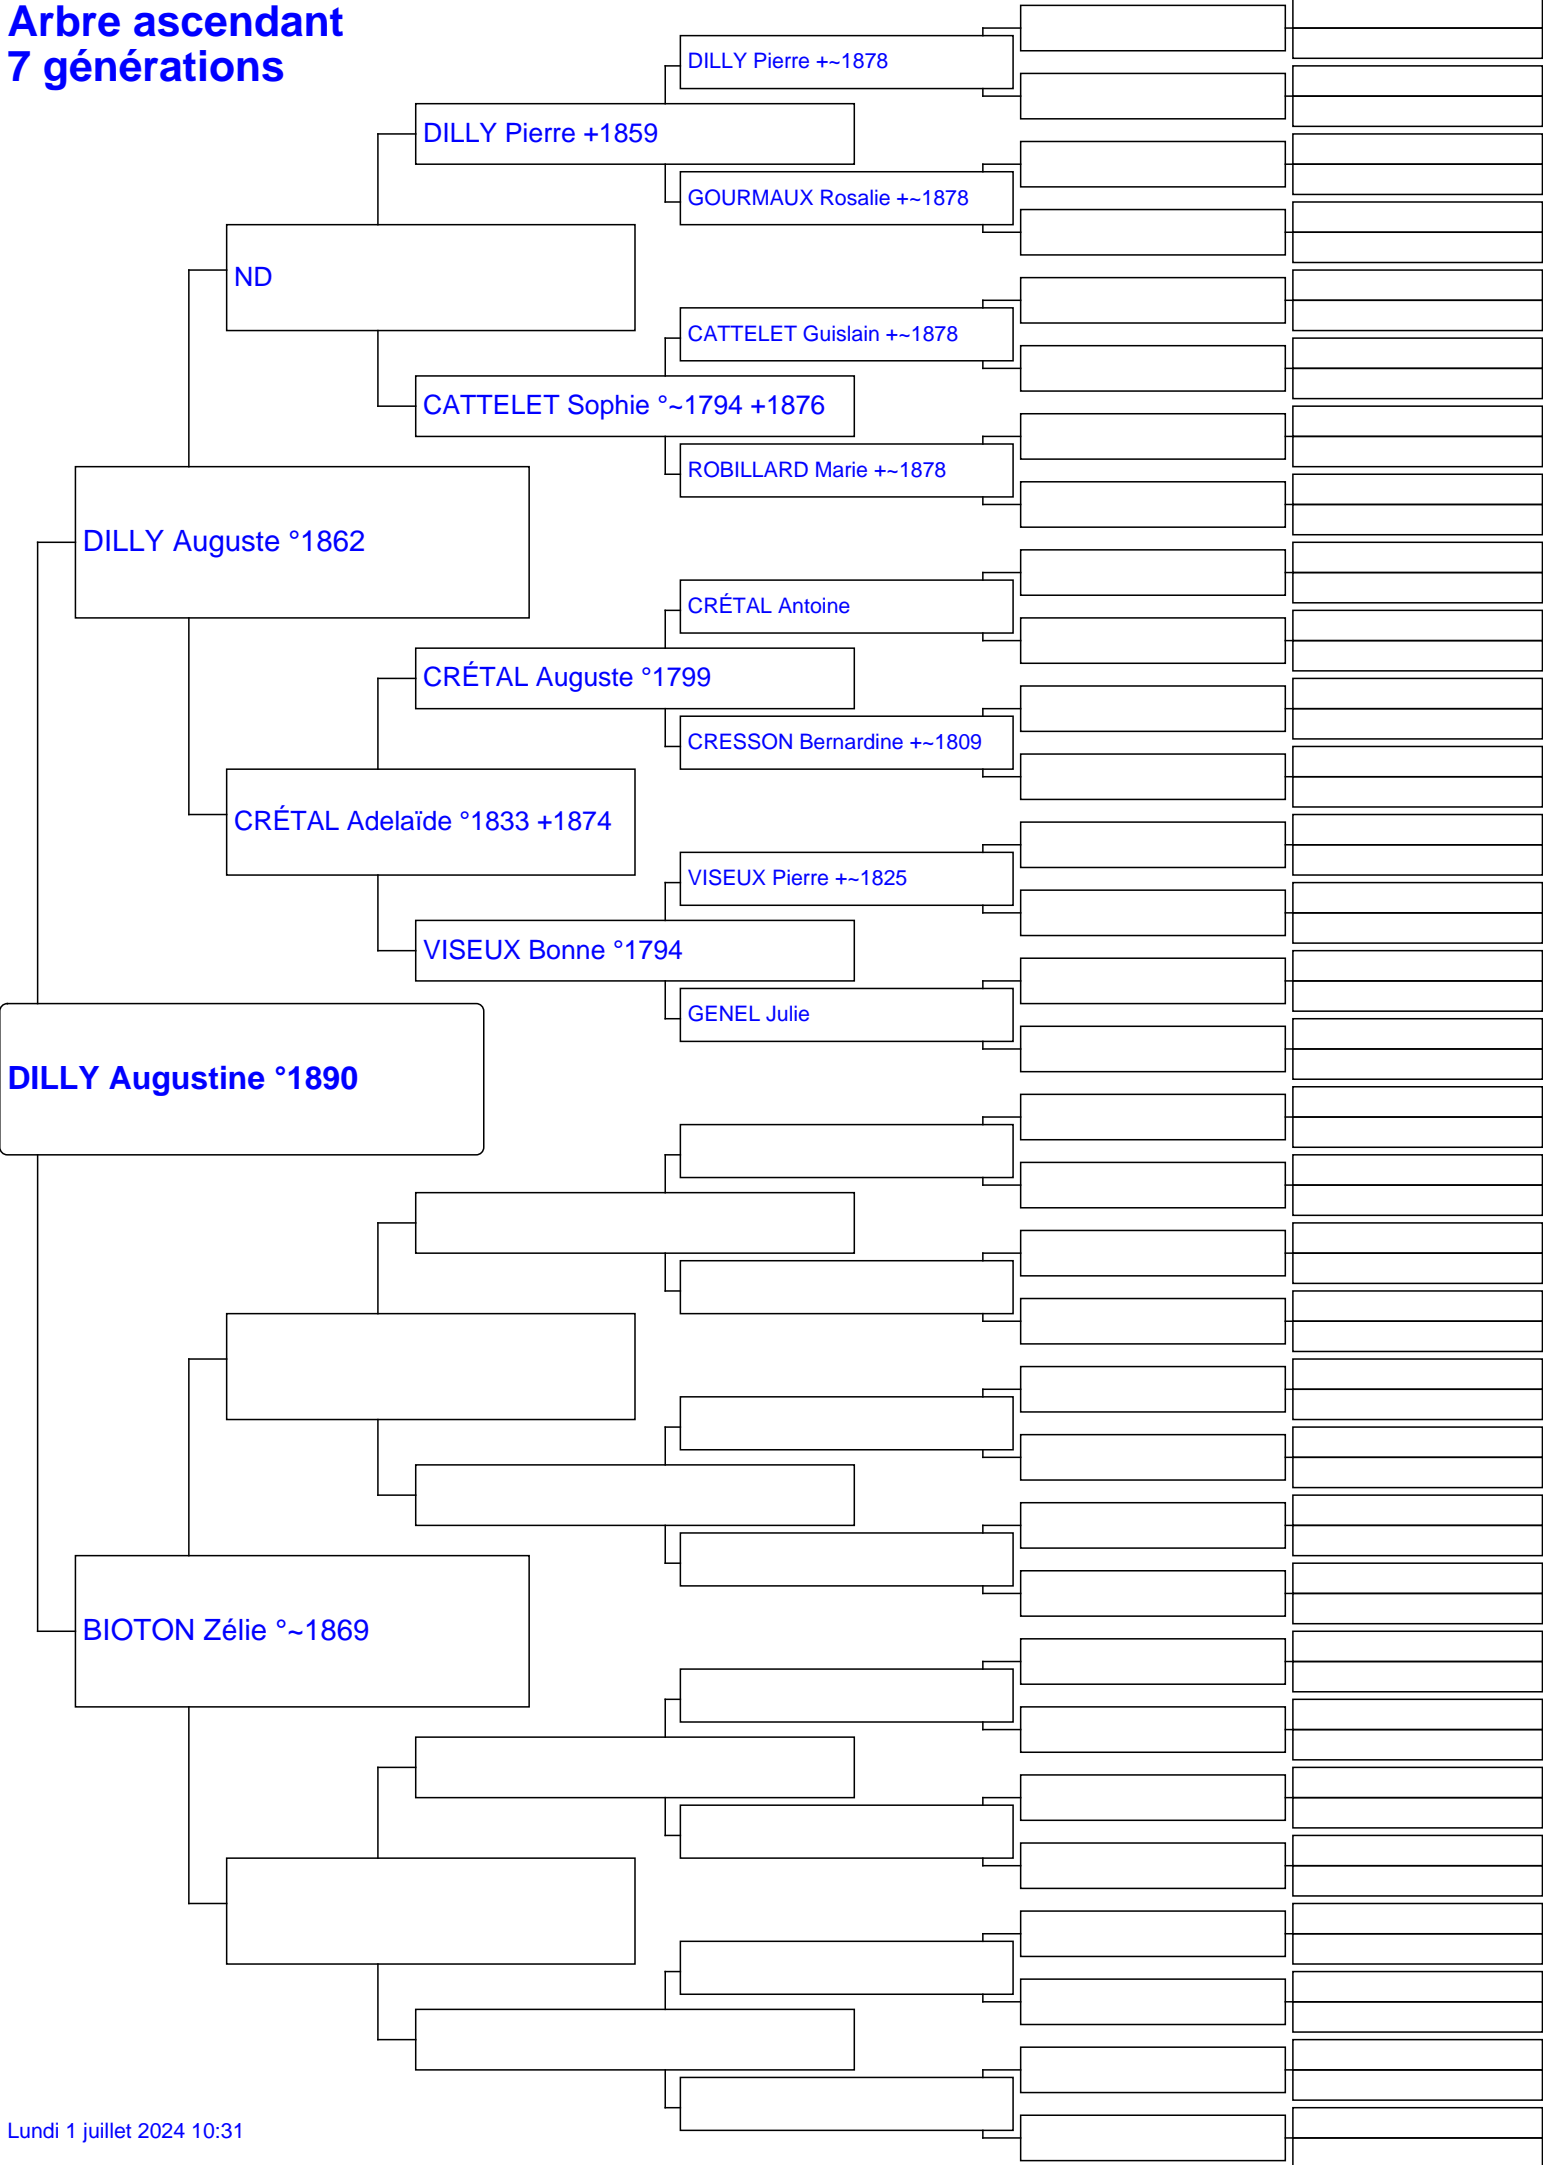 Arbre ascendant
7 générations
DILLY Pierre +~1878
DILLY Pierre +1859
GOURMAUX Rosalie +~1878
ND
CATTELET Guislain +~1878
CATTELET Sophie °~1794 +1876
ROBILLARD Marie +~1878
DILLY Auguste °1862
CRÉTAL Antoine
CRÉTAL Auguste °1799
CRESSON Bernardine +~1809
CRÉTAL Adelaïde °1833 +1874
VISEUX Pierre +~1825
VISEUX Bonne °1794
GENEL Julie
DILLY Augustine °1890
BIOTON Zélie °~1869
Lundi 1 juillet 2024 10:31